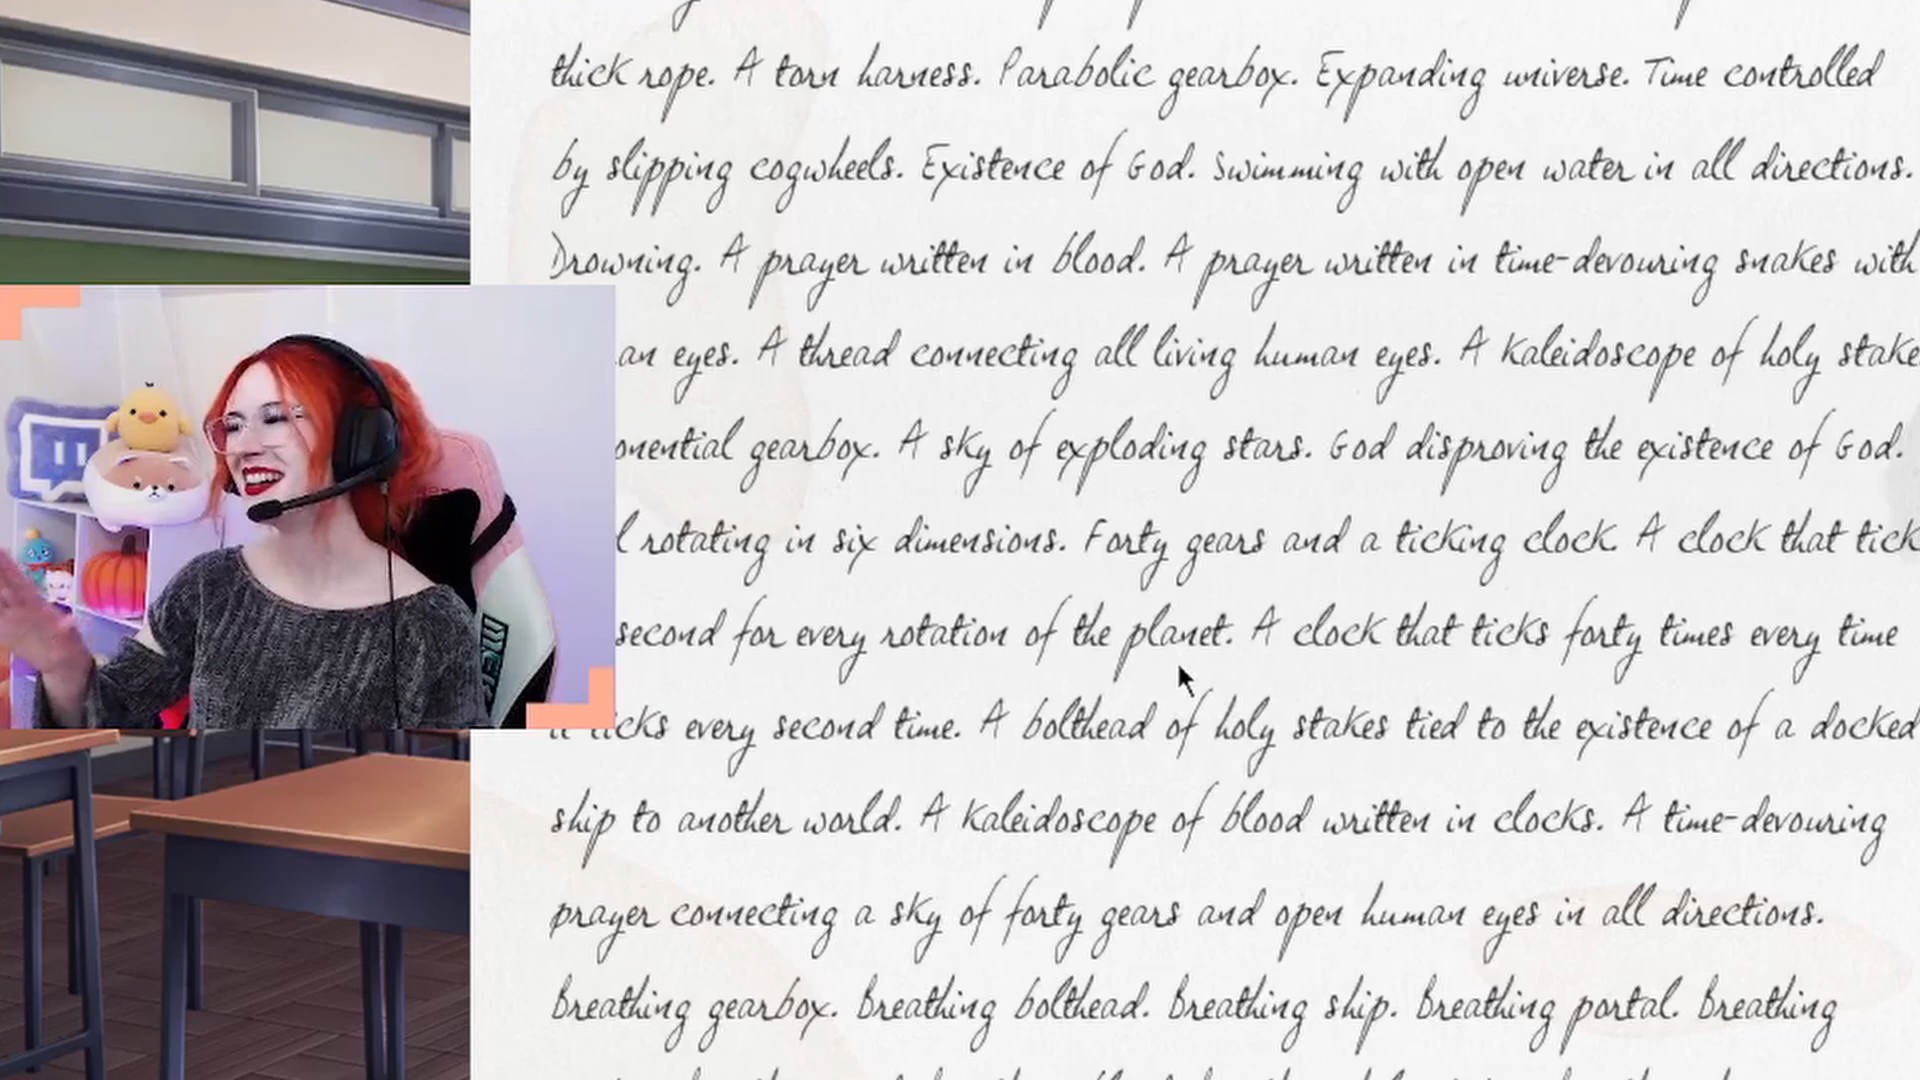 thick rope. A torn harness. Parabolic gearbox. Expanding universe. Time controlled
by slipping cogwheels. Existence of God. Swimming with open water in all directions.
Drowning. A prayer written in blood. A prayer written in time-devouring snakes with
an eyes. A thread connecting all living human eyes. A kaleidoscope of holy stake
onential gearbox. A sky of exploding stars. God disproving the existence of God.
l rotating in six dimensions. Forty gears and a ticking clock. A clock that tick
second for every rotation of the planet. A clock that ticks forty times every time
it ticks every second time. A bolthead of holy stakes tied to the existence of a docked
ship to another world. A kaleidoscope of blood written in clocks. A time-devouring
prayer connecting a sky of forty gears and open human eyes in all directions.
Breathing gearbox. Breathing bolthead. Breathing ship. Breathing portal. Breathing